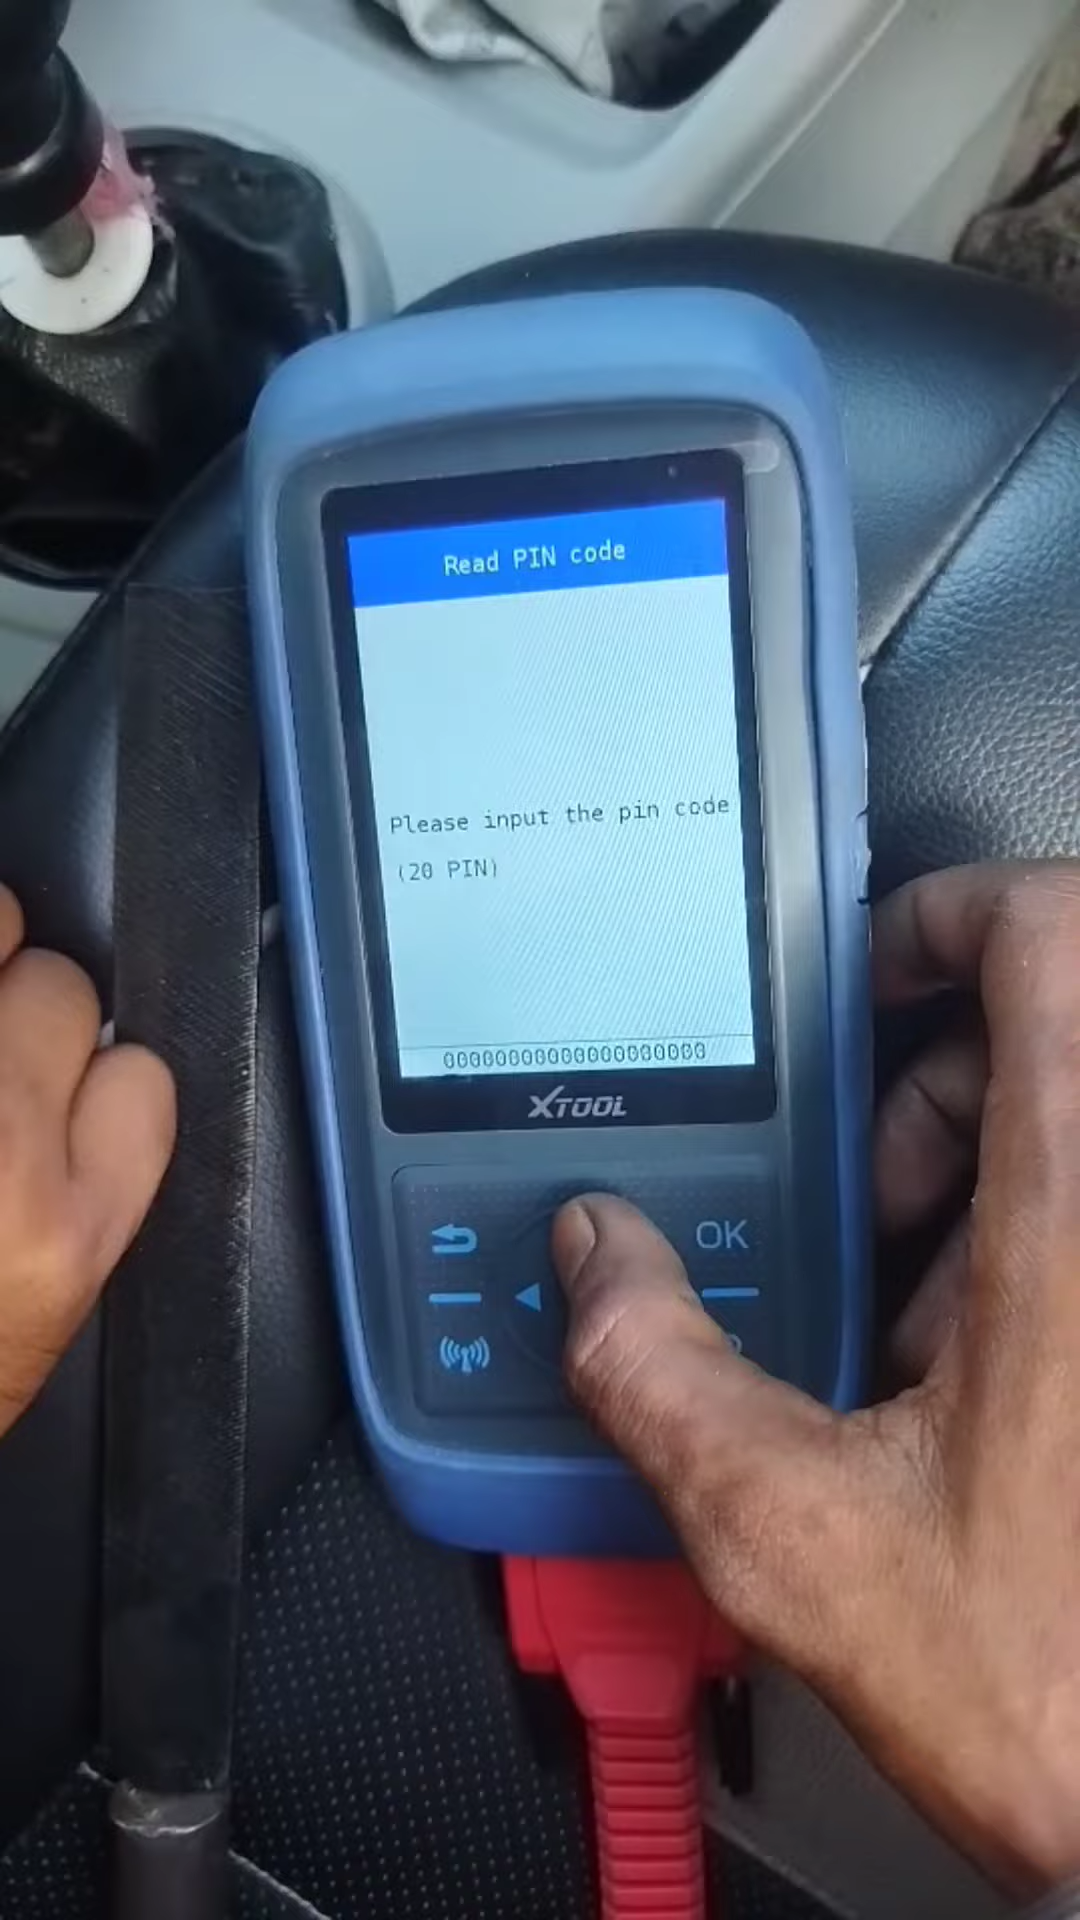 Read PIN code
Please input the pin code
(20 PIN)
00000000000000000000
XTOOL
OK